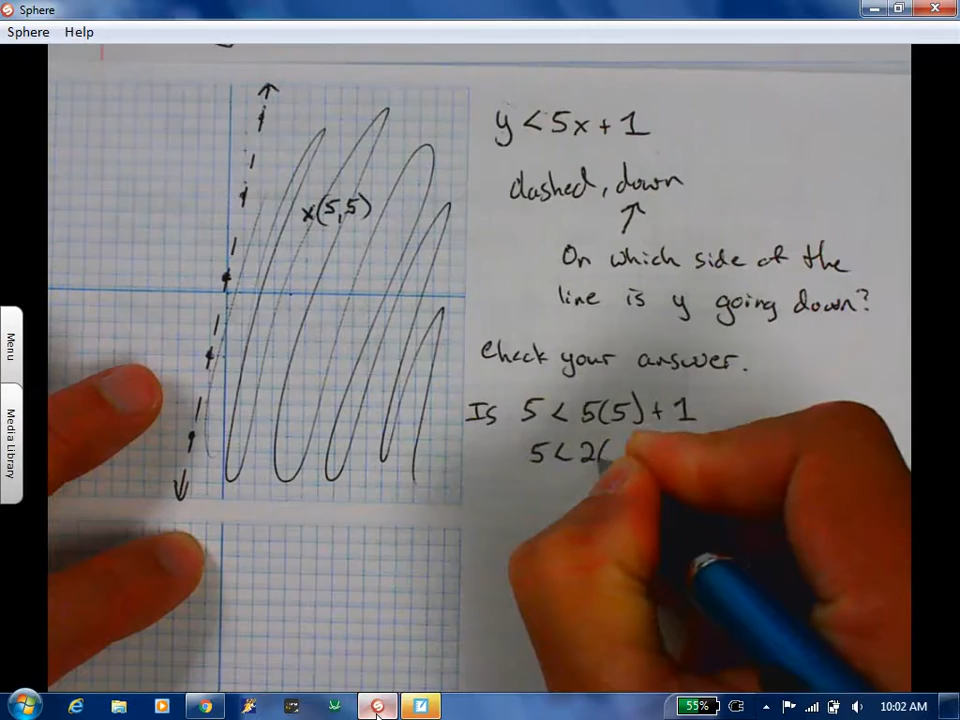 Sphere
Sphere Help
y < 5x + 1
dashed, down
On which side of the
line is y going down?
x(5,5)
Check your answer.
Is 5 < 5(5) + 1
5 < 2(
Menu
Media Library
55%
10:02 AM